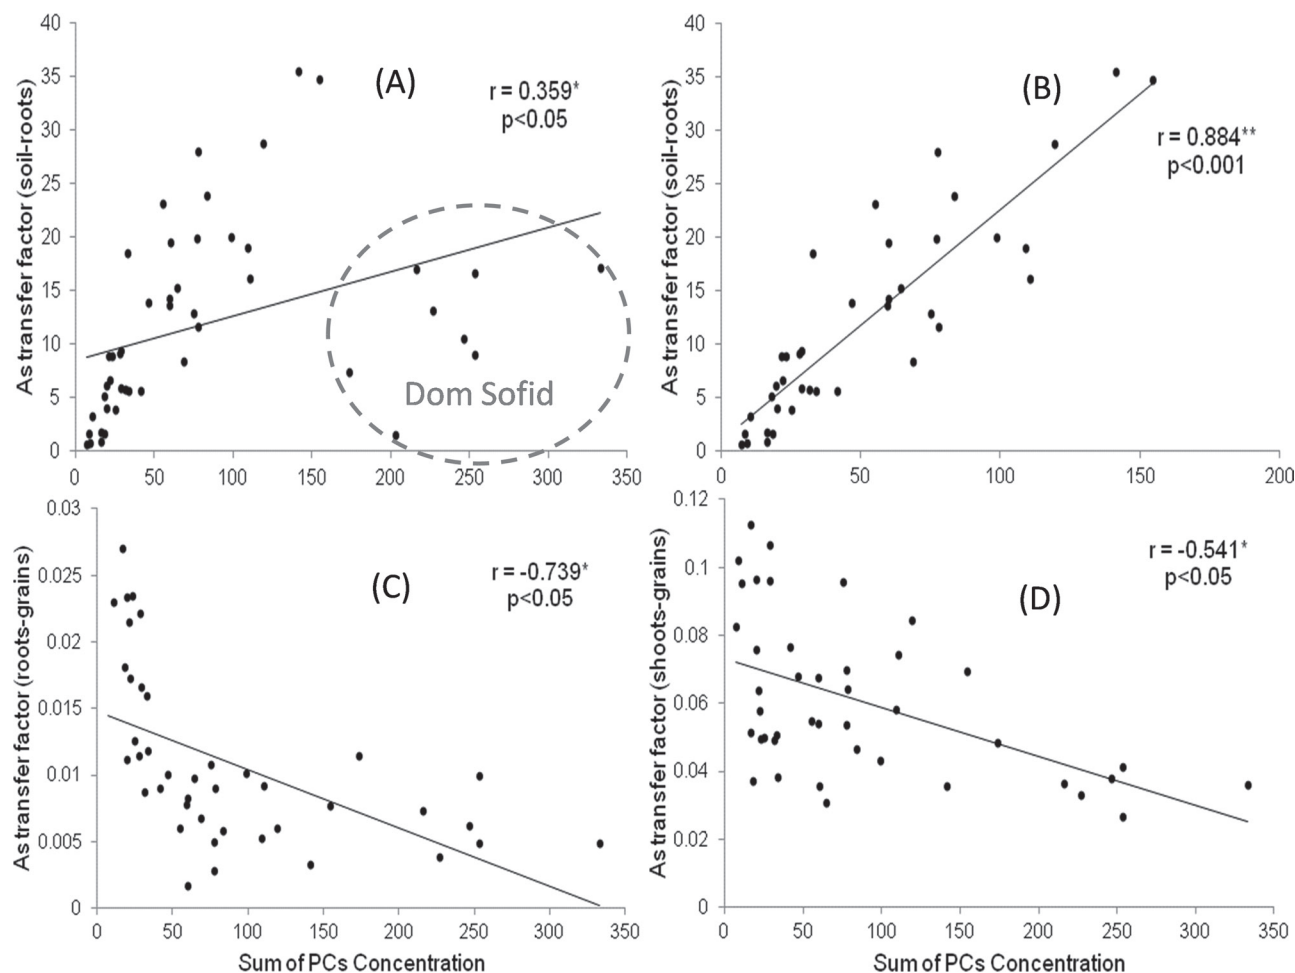 40
35
30
25
20
15
10
5
0
As transfer factor (soil-roots)
(A)
r = 0.359*
p<0.05
Dom Sofid
0 50 100 150 200 250 300 350
40
35
30
25
20
15
10
5
0
As transfer factor (soil-roots)
(B)
r = 0.884**
p<0.001
0 50 100 150 200
0.03
0.025
0.02
0.015
0.01
0.005
0
As transfer factor (roots-grains)
(C)
r = -0.739*
p<0.05
0 50 100 150 200 250 300 350
Sum of PCs Concentration
0.12
0.1
0.08
0.06
0.04
0.02
0
As transfer factor (shoots-grains)
(D)
r = -0.541*
p<0.05
0 50 100 150 200 250 300 350
Sum of PCs Concentration